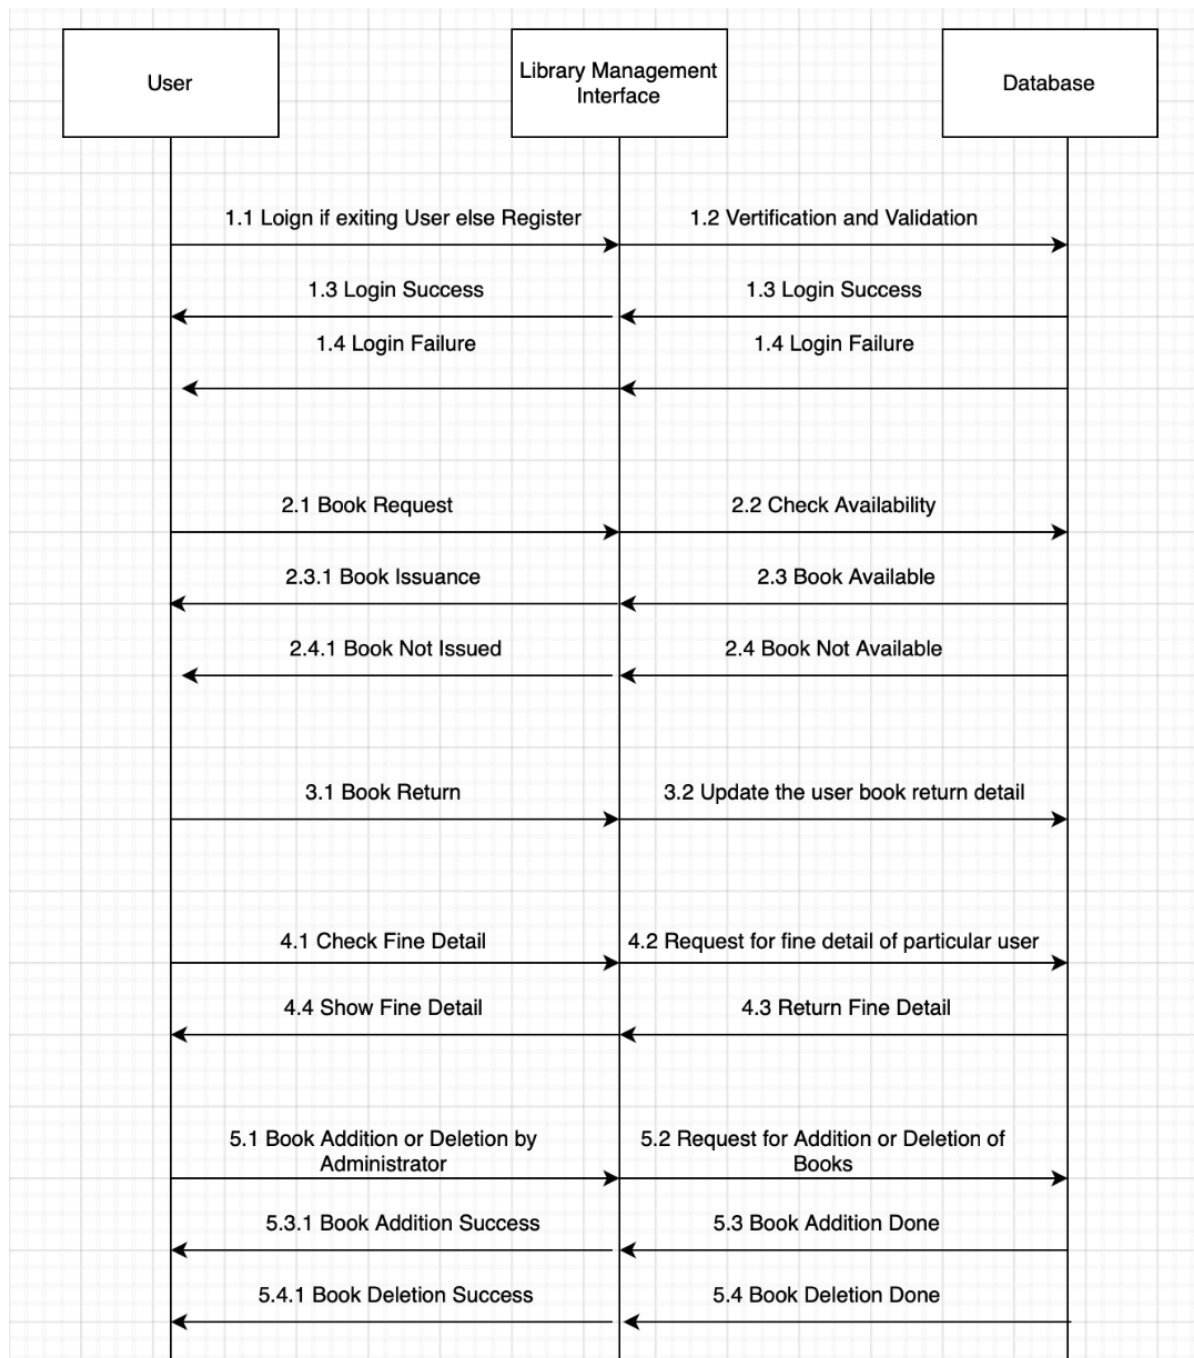 User
Library Management
Interface
Database
1.1 Loign if exiting User else Register
1.2 Vertification and Validation
1.3 Login Success
1.3 Login Success
1.4 Login Failure
1.4 Login Failure
2.1 Book Request
2.2 Check Availability
2.3.1 Book Issuance
2.3 Book Available
2.4.1 Book Not Issued
2.4 Book Not Available
3.1 Book Return
3.2 Update the user book return detail
4.1 Check Fine Detail
4.2 Request for fine detail of particular user
4.4 Show Fine Detail
4.3 Return Fine Detail
5.1 Book Addition or Deletion by
Administrator
5.2 Request for Addition or Deletion of
Books
5.3.1 Book Addition Success
5.3 Book Addition Done
5.4.1 Book Deletion Success
5.4 Book Deletion Done